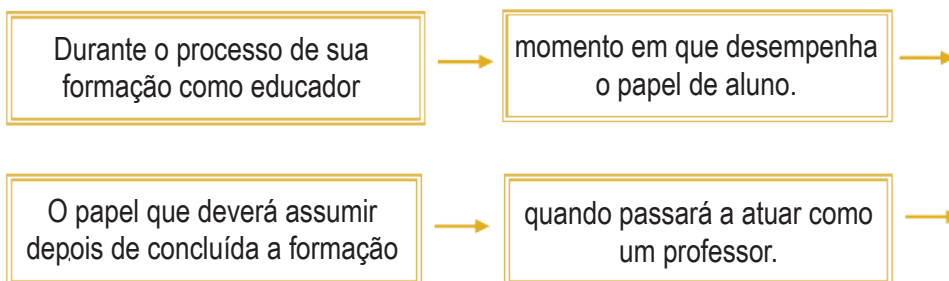 Durante o processo de sua
formação como educador
momento em que desempenha
o papel de aluno.
O papel que deverá assumir
depois de concluída a formação
quando passará a atuar como
um professor.